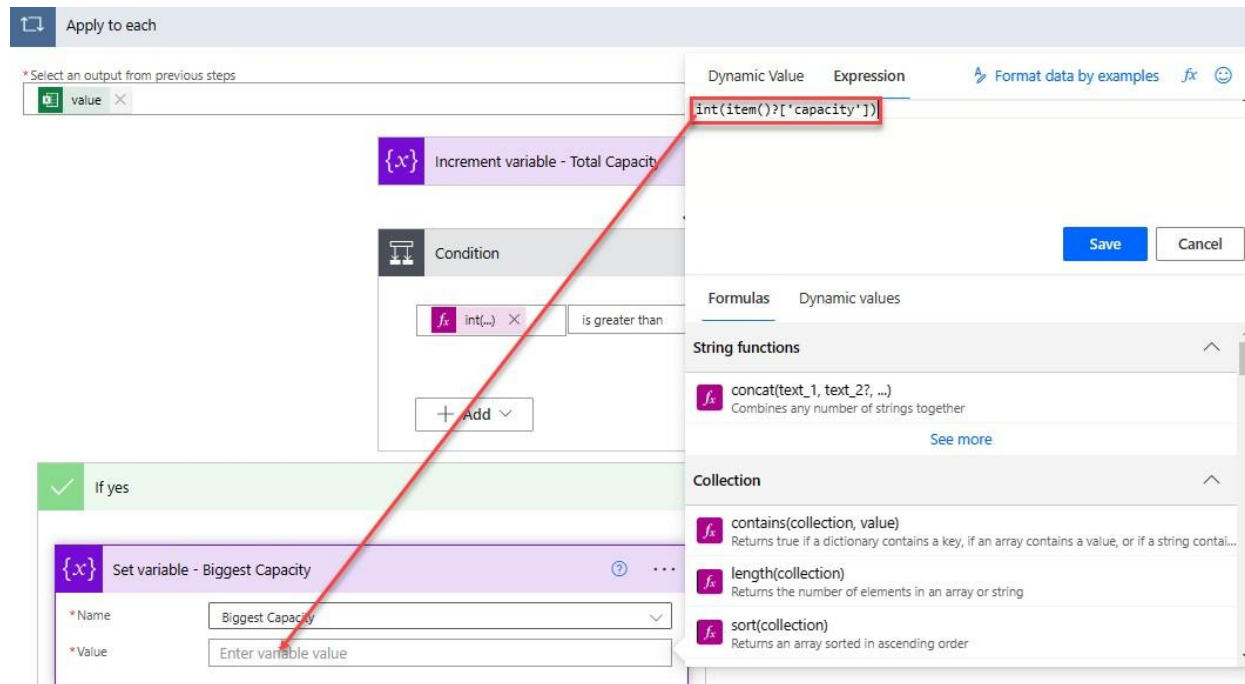 Apply to each
*Select an output from previous steps
value
Dynamic Value Expression Format data by examples fx
int(item()?['capacity'])
{x} Increment variable - Total Capacity
Save Cancel
Condition
fx int(...) is greater than
Formulas Dynamic values
String functions
fx concat(text_1, text_2?, ...)
Combines any number of strings together
Add
See more
If yes
Collection
fx contains(collection, value)
Returns true if a dictionary contains a key, if an array contains a value, or if a string contai...
{x} Set variable - Biggest Capacity
fx length(collection)
Returns the number of elements in an array or string
*Name Biggest Capacity
*Value Enter variable value
fx sort(collection)
Returns an array sorted in ascending order